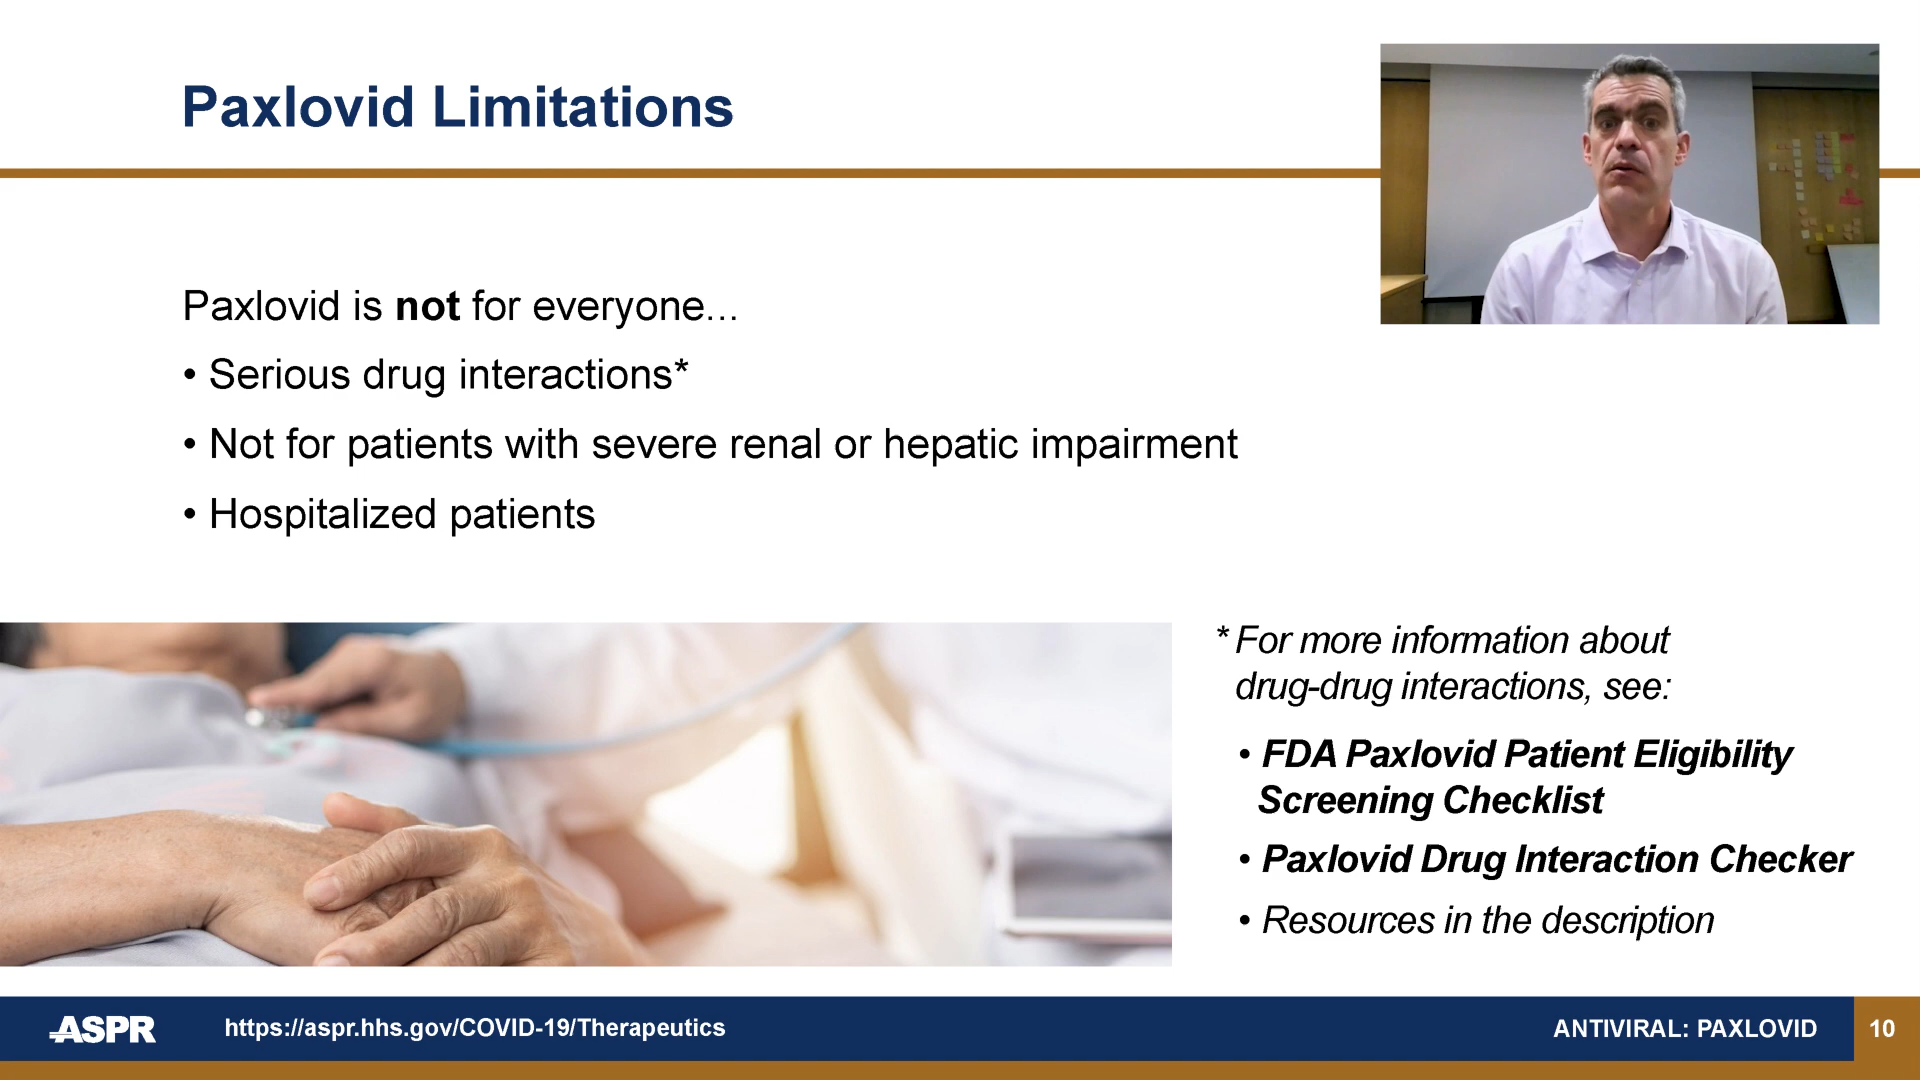 Paxlovid Limitations
Paxlovid is not for everyone...
• Serious drug interactions*
• Not for patients with severe renal or hepatic impairment
• Hospitalized patients
* For more information about
drug-drug interactions, see:
• FDA Paxlovid Patient Eligibility
Screening Checklist
• Paxlovid Drug Interaction Checker
• Resources in the description
ASPR
https://aspr.hhs.gov/COVID-19/Therapeutics
ANTIVIRAL: PAXLOVID
10